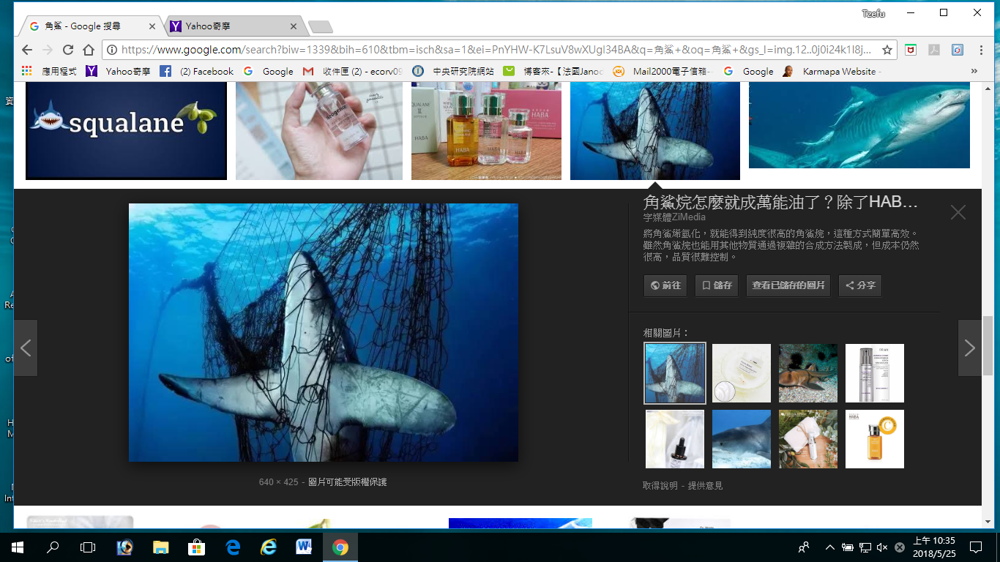 Tzefu
角鯊 - Google 搜尋
Yahoo奇摩
https://www.google.com/search?biw=1339&bih=610&tbm=isch&sa=1&ei=PnYHW-K7LsuV8wXUgI34BA&q=角鯊+&oq=角鯊+&gs_l=img.12..0j0i24k1l8j...
應用程式
Yahoo奇摩
(2) Facebook
Google
收件匣 (2) - ecorv09
中央研究院網站
博客來-【法國Janoc
Mail2000電子信箱-
Google
Karmapa Website -
»
squalane
neogence
HABA
HABA
HABA
HABA
角鯊烷怎麼就成萬能油了？除了HAB…
字媒體ZiMedia
將角鯊烯氫化，就能得到純度很高的角鯊烷，這種方式簡單高效。
雖然角鯊烷也能用其他物質通過複雜的合成方法製成，但成本仍然
很高，品質很難控制。
前往
儲存
查看已儲存的圖片
分享
相關圖片：
HABA
C
640 × 425 - 圖片可能受版權保護
取得說明 - 提供意見
資
of
Re
H
M
Int
上午 10:35
2018/5/25